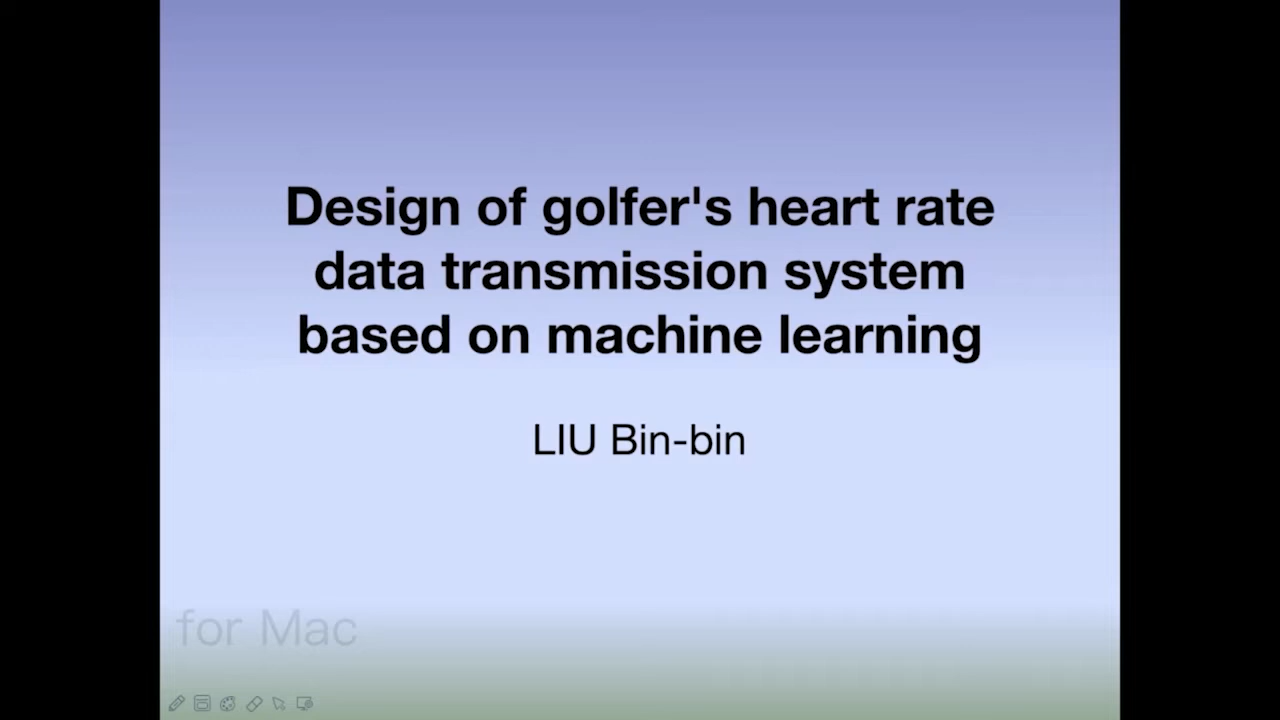 Design of golfer's heart rate
data transmission system
based on machine learning
LIU Bin-bin
for Mac